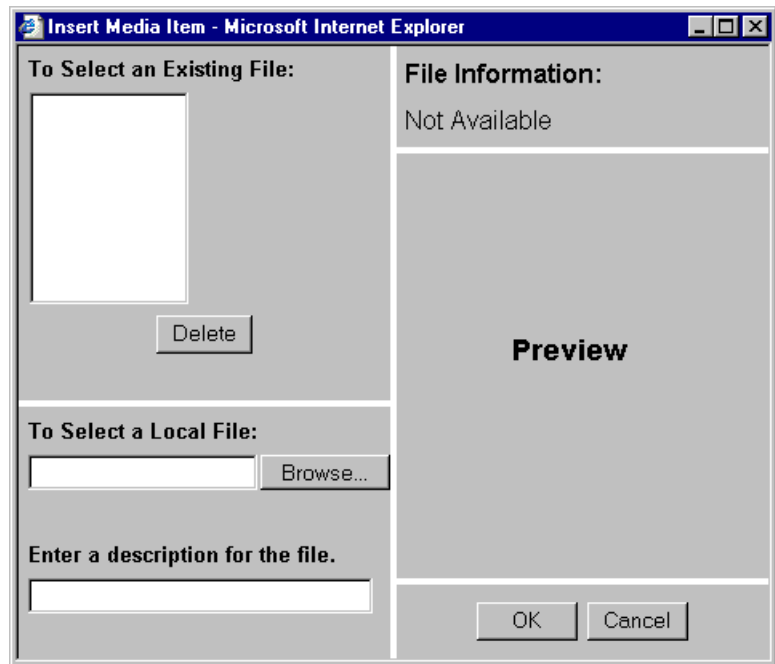 Insert Media Item - Microsoft Internet Explorer
To Select an Existing File:
Delete
To Select a Local File:
Browse...
Enter a description for the file.
File Information:
Not Available
Preview
OK
Cancel